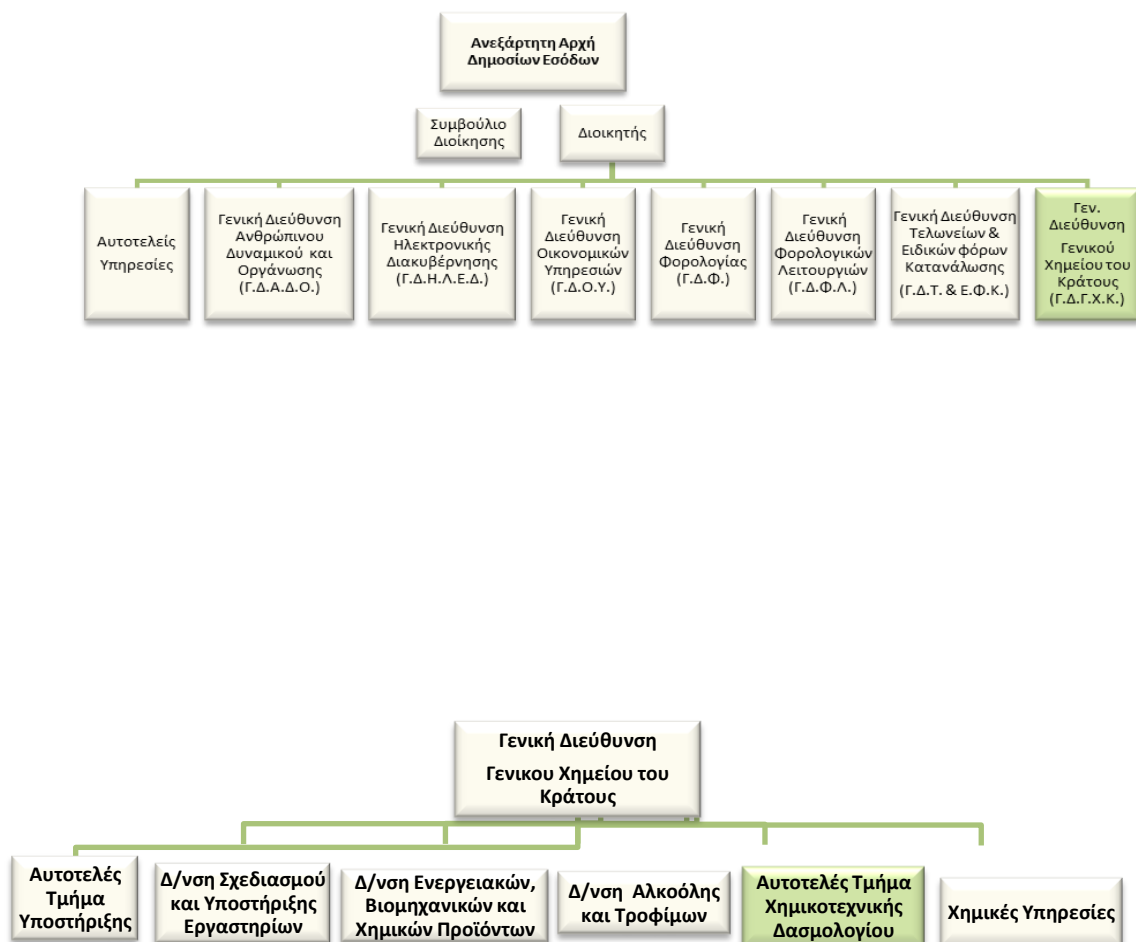 Ανεξάρτητη Αρχή
Δημοσίων Εσόδων
Συμβούλιο
Διοίκησης
Διοικητής
Αυτοτελείς
Υπηρεσίες
Γενική Διεύθυνση
Ανθρώπινου
Δυναμικού και
Οργάνωσης
(Γ.Δ.Α.Δ.Ο.)
Γενική Διεύθυνση
Ηλεκτρονικής
Διακυβέρνησης
(Γ.Δ.Η.Λ.Ε.Δ.)
Γενική
Διεύθυνση
Οικονομικών
Υπηρεσιών
(Γ.Δ.Ο.Υ.)
Γενική
Διεύθυνση
Φορολογίας
(Γ.Δ.Φ.)
Γενική
Διεύθυνση
Φορολογικών
Λειτουργιών
(Γ.Δ.Φ.Λ.)
Γενική Διεύθυνση
Τελωνείων &
Ειδικών φόρων
Κατανάλωσης
(Γ.Δ.Τ. & Ε.Φ.Κ.)
Γεν.
Διεύθυνση
Γενικού
Χημείου του
Κράτους
(Γ.Δ.Γ.Χ.Κ.)
Γενική Διεύθυνση
Γενικου Χημείου του
Κράτους
Αυτοτελές
Τμήμα
Υποστήριξης
Δ/νση Σχεδιασμού
και Υποστήριξης
Εργαστηρίων
Δ/νση Ενεργειακών,
Βιομηχανικών και
Χημικών Προϊόντων
Δ/νση Αλκοόλης
και Τροφίμων
Αυτοτελές Τμήμα
Χημικοτεχνικής
Δασμολογίου
Χημικές Υπηρεσίες